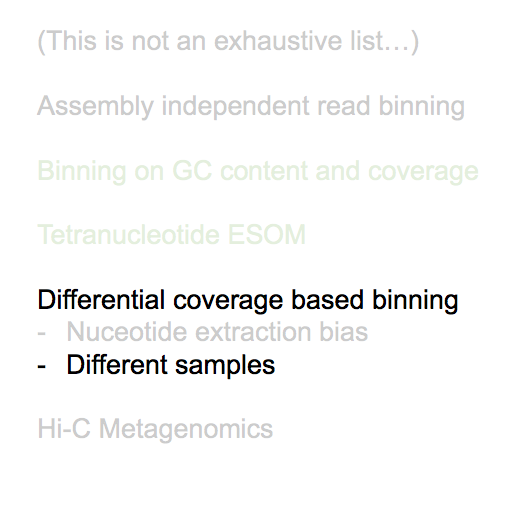 (This is not an exhaustive list…)
Assembly independent read binning
Binning on GC content and coverage
Tetranucleotide ESOM
Differential coverage based binning
- Nuceotide extraction bias
- Different samples
Hi-C Metagenomics